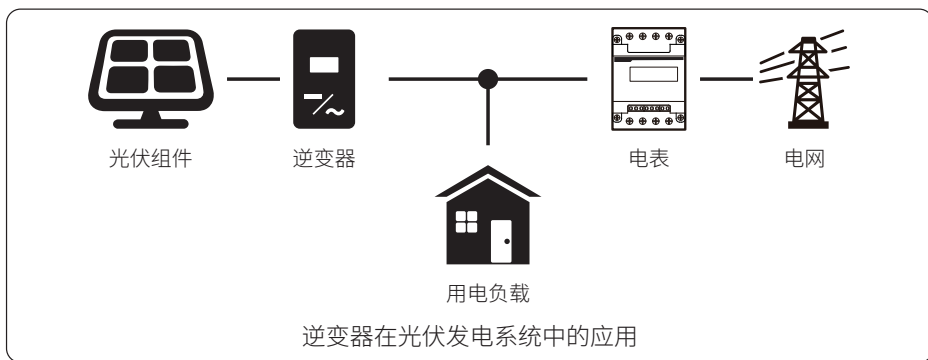 光伏组件
逆变器
电表
电网
用电负载
逆变器在光伏发电系统中的应用